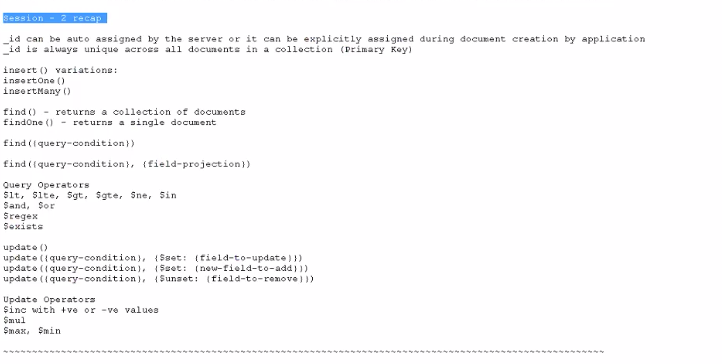 Session - 2 recap
_id can be auto assigned by the server or it can be explicitly assigned during document creation by application
_id is always unique across all documents in a collection (Primary Key)
insert() variations:
insertOne()
insertMany()
find() - returns a collection of documents
findOne() - returns a single document
find({query-condition})
find({query-condition}, {field-projection})
Query Operators
$lt, $lte, $gt, $gte, $ne, $in
$and, $or
$regex
$exists
update()
update({query-condition}, {$set: {field-to-update}})
update({query-condition}, {$set: {new-field-to-add}})
update({query-condition}, {$unset: {field-to-remove}})
Update Operators
$inc with +ve or -ve values
$mul
$max, $min